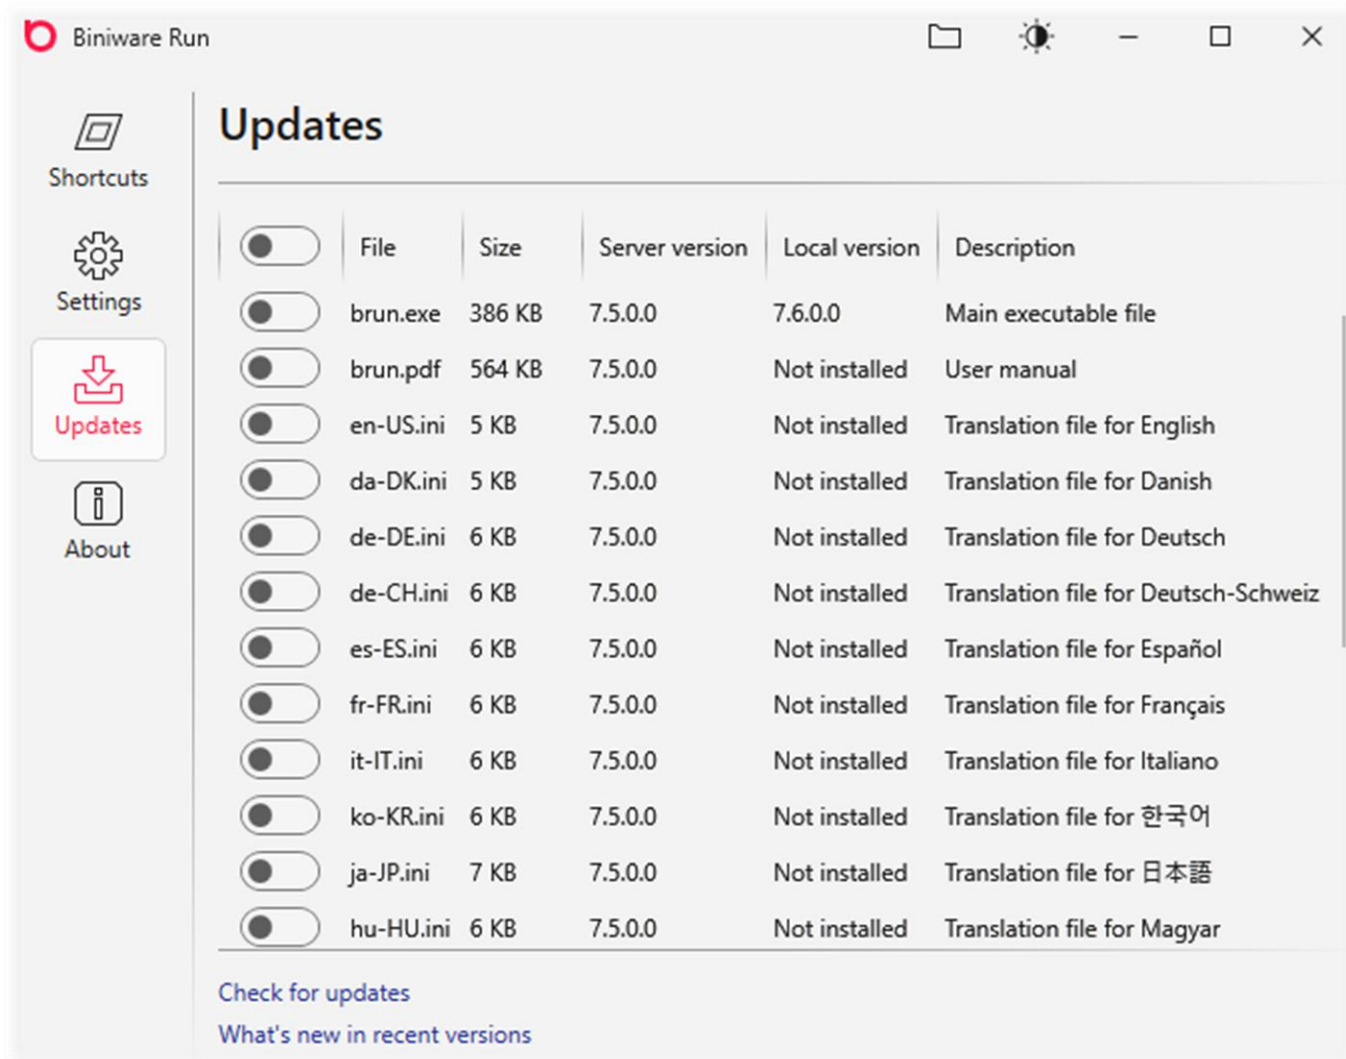 Biniware Run
Shortcuts
Settings
Updates
About
Updates
File Size Server version Local version Description
brun.exe 386 KB 7.5.0.0 7.6.0.0 Main executable file
brun.pdf 564 KB 7.5.0.0 Not installed User manual
en-US.ini 5 KB 7.5.0.0 Not installed Translation file for English
da-DK.ini 5 KB 7.5.0.0 Not installed Translation file for Danish
de-DE.ini 6 KB 7.5.0.0 Not installed Translation file for Deutsch
de-CH.ini 6 KB 7.5.0.0 Not installed Translation file for Deutsch-Schweiz
es-ES.ini 6 KB 7.5.0.0 Not installed Translation file for Español
fr-FR.ini 6 KB 7.5.0.0 Not installed Translation file for Français
it-IT.ini 6 KB 7.5.0.0 Not installed Translation file for Italiano
ko-KR.ini 6 KB 7.5.0.0 Not installed Translation file for 한국어
ja-JP.ini 7 KB 7.5.0.0 Not installed Translation file for 日本語
hu-HU.ini 6 KB 7.5.0.0 Not installed Translation file for Magyar
Check for updates
What's new in recent versions